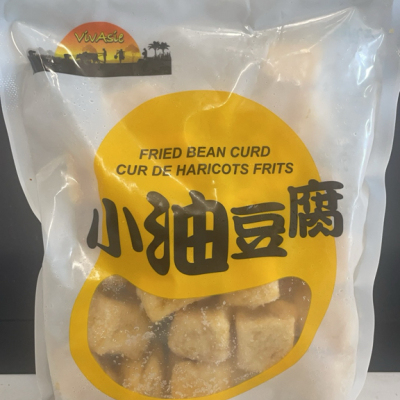 VivAsie
FRIED BEAN CURD
CUR DE HARICOTS FRITS
小油豆腐